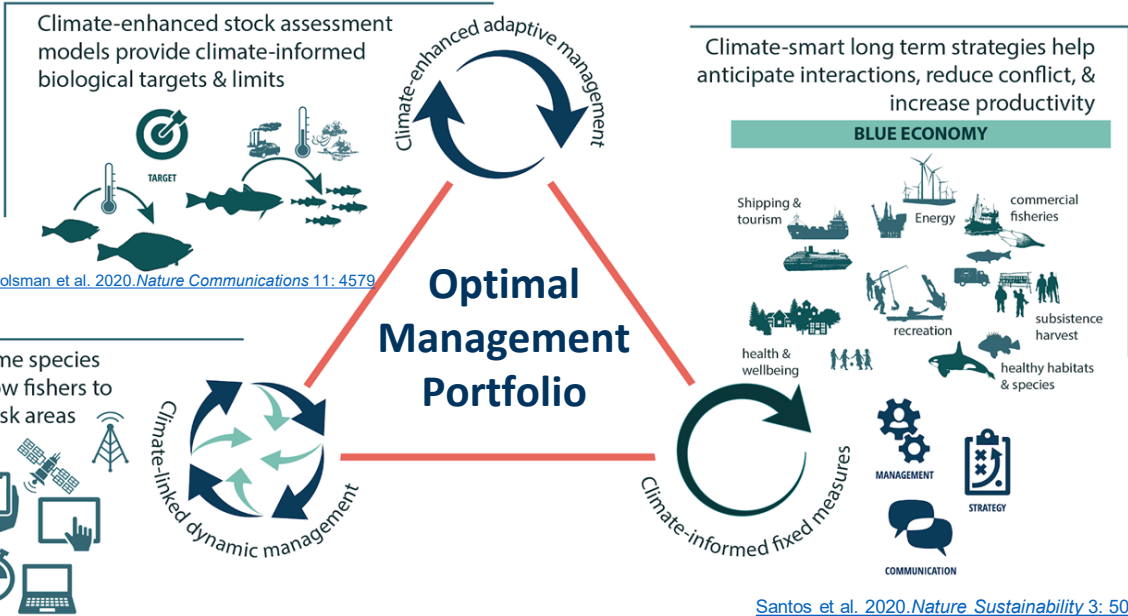 Climate-enhanced stock assessment
models provide climate-informed
biological targets & limits
TARGET
olsman et al. 2020.Nature Communications 11: 4579
Climate-enhanced adaptive management
Climate-smart long term strategies help
anticipate interactions, reduce conflict, &
increase productivity
BLUE ECONOMY
Shipping &
tourism
Energy
commercial
fisheries
recreation
subsistence
harvest
health &
wellbeing
healthy habitats
& species
Optimal
Management
Portfolio
me species
ow fishers to
sk areas
Climate-linked dynamic management
Climate-informed fixed measures
MANAGEMENT
STRATEGY
COMMUNICATION
Santos et al. 2020.Nature Sustainability 3: 50